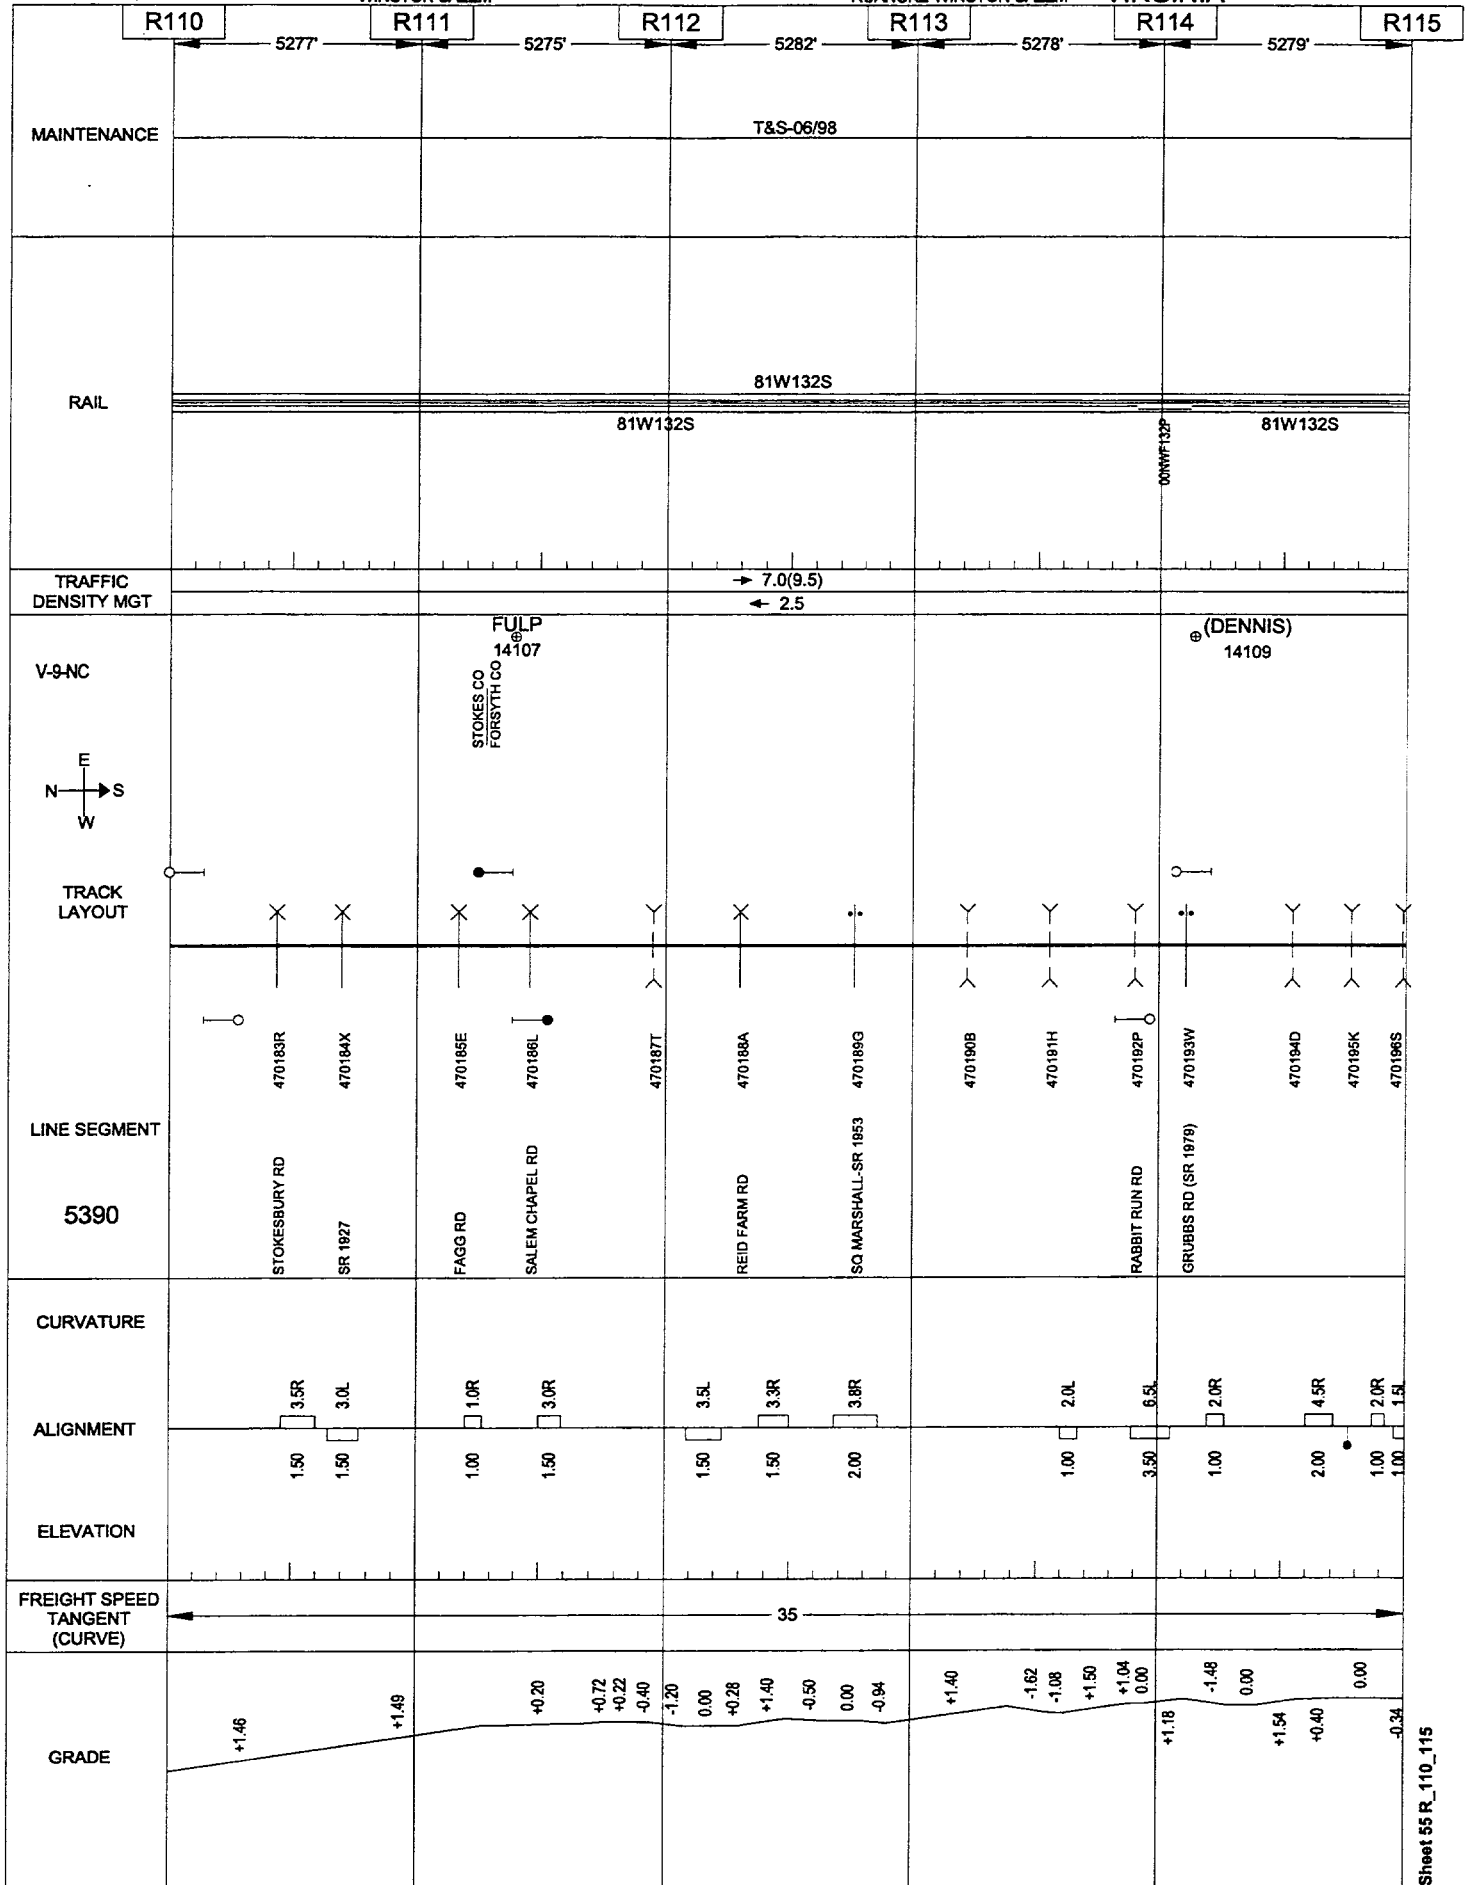 R110 R111 R112 R113 R114 R115
5277' 5275' 5282' 5278' 5279'
MAINTENANCE
T&S-06/98
RAIL
81W132S
81W132S
81W132S
00NWF132P
TRAFFIC
DENSITY MGT
→ 7.0(9.5)
← 2.5
FULP
14107
(DENNIS)
14109
V-9-NC
STOKES CO
FORSYTH CO
E
N S
W
TRACK
LAYOUT
470183R
470184X
470185E
470186L
470187T
470188A
470189G
470190B
470191H
470192P
470193W
470194D
470195K
470196S
LINE SEGMENT
5390
STOKESBURY RD
SR 1927
FAGG RD
SALEM CHAPEL RD
REID FARM RD
SQ MARSHALL-SR 1953
RABBIT RUN RD
GRUBBS RD (SR 1979)
CURVATURE
3.5R 3.0L 1.0R 3.0R 3.5L 3.3R 3.8R 2.0L 6.5L 2.0R 4.5R 2.0R 1.5L
ALIGNMENT
1.50 1.50 1.00 1.50 1.50 1.50 2.00 1.00 3.50 1.00 2.00 1.00 1.00
ELEVATION
FREIGHT SPEED
TANGENT
(CURVE)
35
GRADE
+1.46
+1.49
+0.20
+0.72
+0.22
-0.40
-1.20
0.00
+0.28
+1.40
-0.50
0.00
-0.94
+1.40
-1.62
-1.08
+1.50
+1.04
0.00
+1.18
-1.48
0.00
+1.54
+0.40
0.00
-0.34
Sheet 55 R_110_115